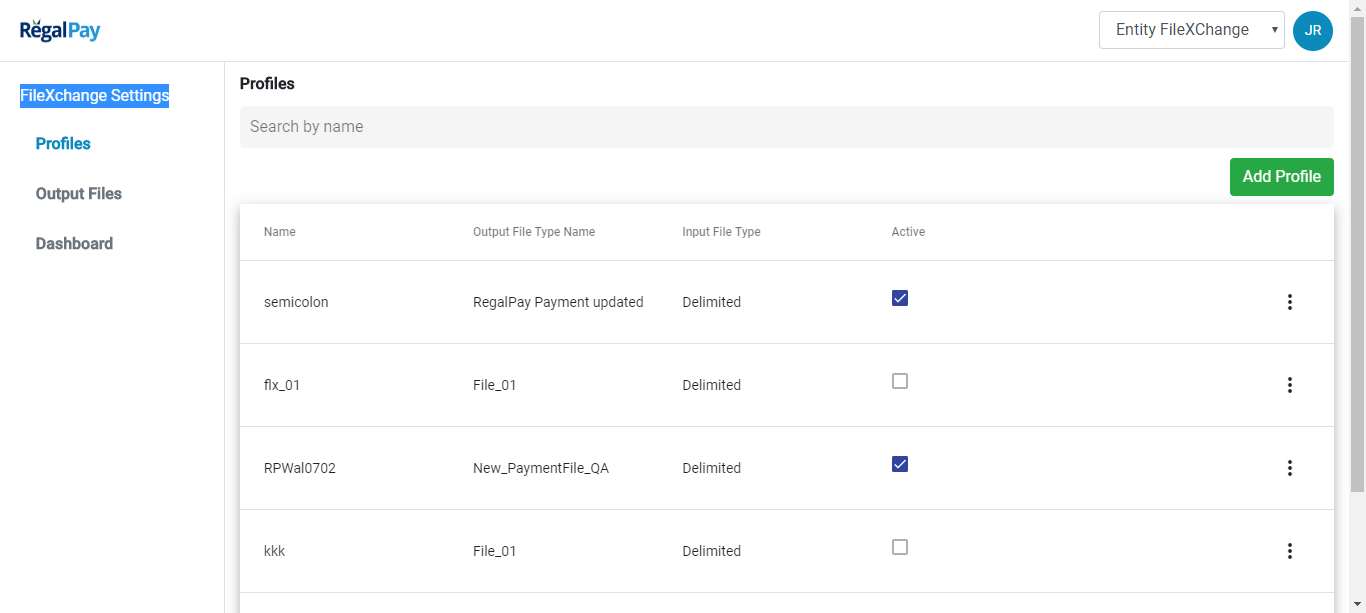 RegalPay
Entity FileXChange
JR
FileXchange Settings
Profiles
Output Files
Dashboard
Profiles
Search by name
Add Profile
Name Output File Type Name Input File Type Active
semicolon RegalPay Payment updated Delimited
flx_01 File_01 Delimited
RPWal0702 New_PaymentFile_QA Delimited
kkk File_01 Delimited